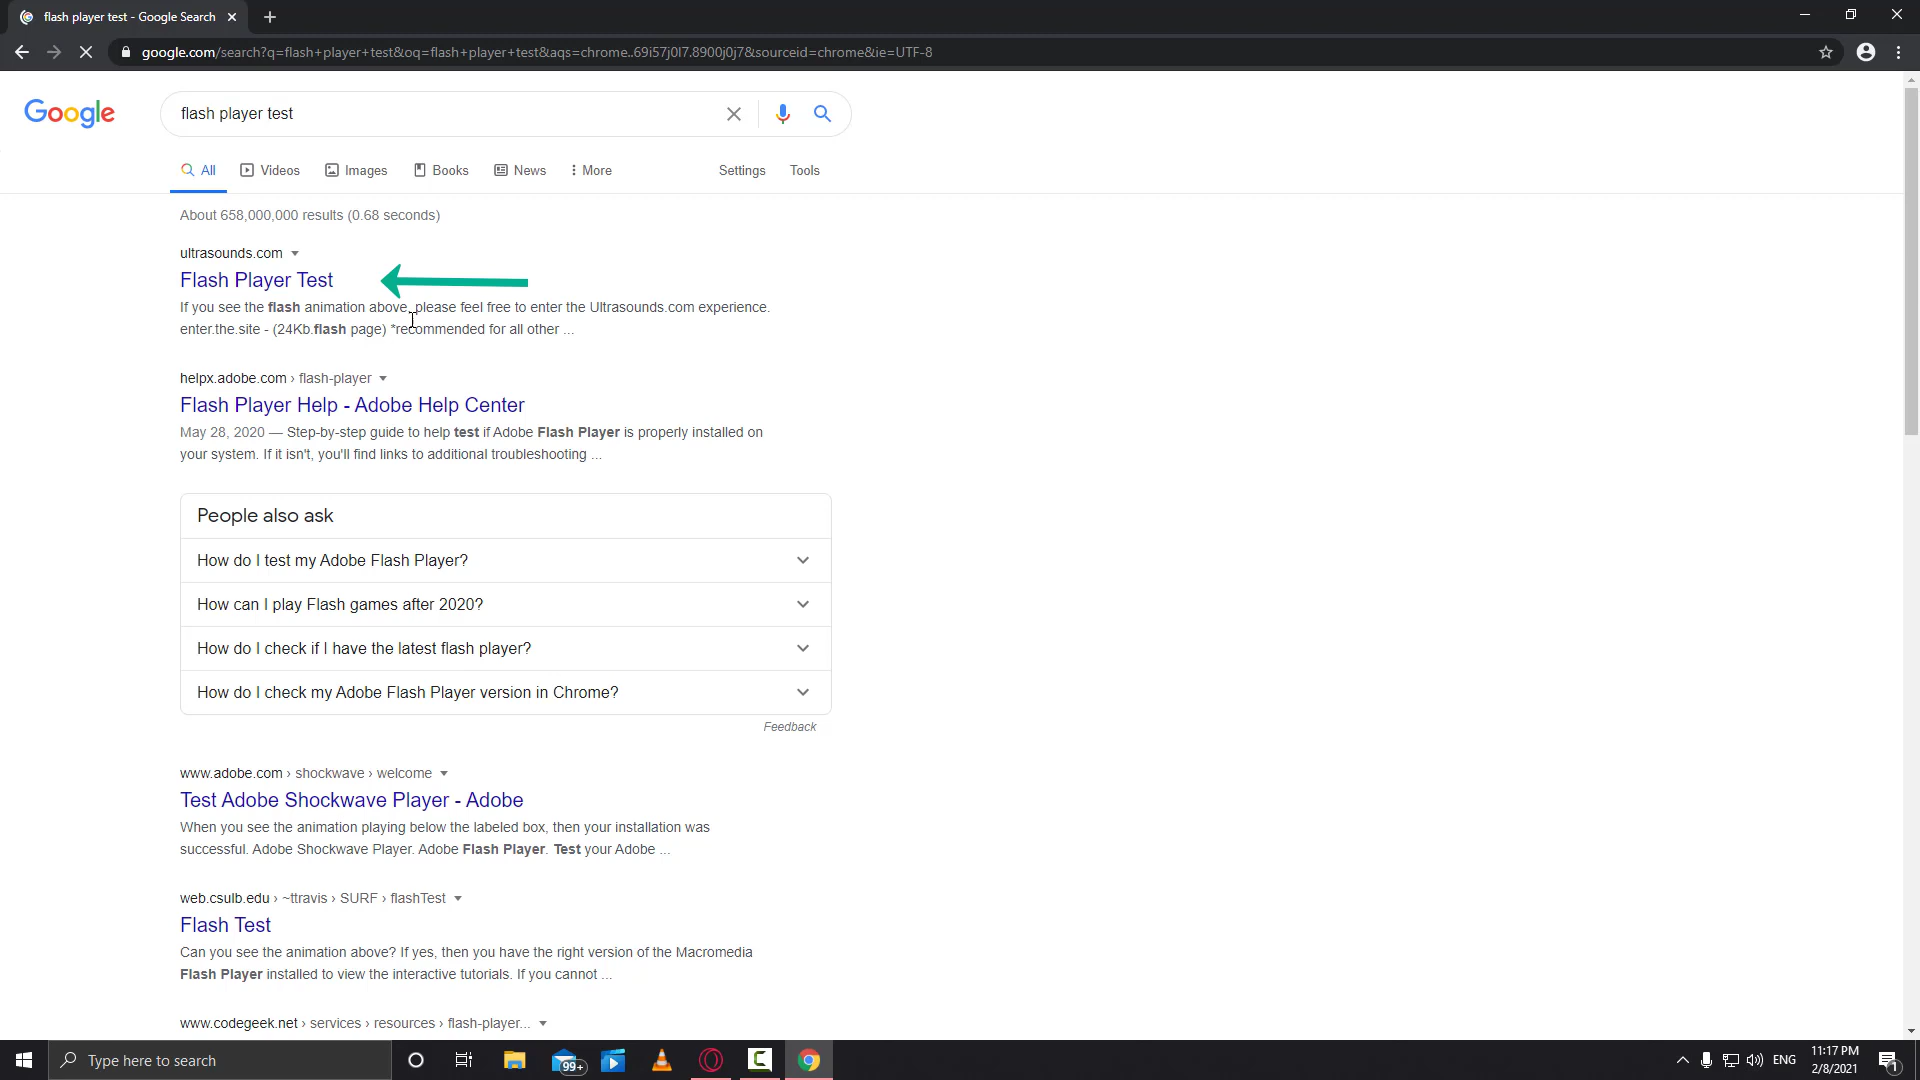 flash player test - Google Search
google.com/search?q=flash+player+test&oq=flash+player+test&aqs=chrome..69i57j0l7.8900j0j7&sourceid=chrome&ie=UTF-8
Google
flash player test
All Videos Images Books News More Settings Tools
About 658,000,000 results (0.68 seconds)
ultrasounds.com
Flash Player Test
If you see the flash animation above, please feel free to enter the Ultrasounds.com experience.
enter.the.site - (24Kb.flash page) *recommended for all other ...
helpx.adobe.com › flash-player
Flash Player Help - Adobe Help Center
May 28, 2020 — Step-by-step guide to help test if Adobe Flash Player is properly installed on
your system. If it isn't, you'll find links to additional troubleshooting ...
People also ask
How do I test my Adobe Flash Player?
How can I play Flash games after 2020?
How do I check if I have the latest flash player?
How do I check my Adobe Flash Player version in Chrome?
Feedback
www.adobe.com › shockwave › welcome
Test Adobe Shockwave Player - Adobe
When you see the animation playing below the labeled box, then your installation was
successful. Adobe Shockwave Player. Adobe Flash Player. Test your Adobe ...
web.csulb.edu › ~ttravis › SURF › flashTest
Flash Test
Can you see the animation above? If yes, then you have the right version of the Macromedia
Flash Player installed to view the interactive tutorials. If you cannot ...
www.codegeek.net › services › resources › flash-player...
Type here to search
99+
ENG
11:17 PM
2/8/2021
1